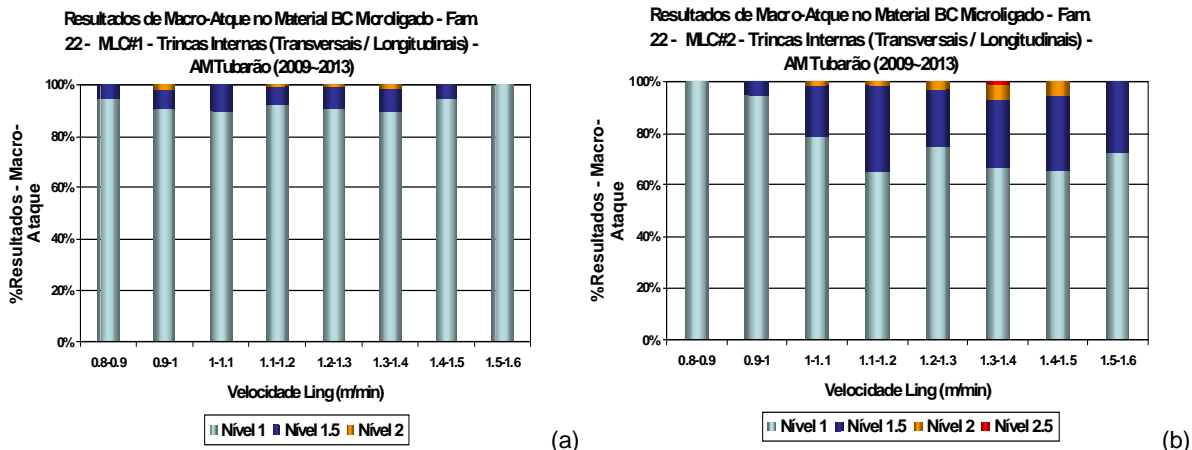 Resultados de Macro-Atque no Material BC Microligado - Fam.
22 - MLC#1 - Trincas Internas (Transversais / Longitudinais) -
AM Tubarão (2009~2013)
%Resultados - Macro-
Ataque
100%
80%
60%
40%
20%
0%
0.8-0.9 0.9-1 1-1.1 1.1-1.2 1.2-1.3 1.3-1.4 1.4-1.5 1.5-1.6
Velocidade Ling (m/min)
Nível 1 Nível 1.5 Nível 2
(a)
Resultados de Macro-Atque no Material BC Microligado - Fam.
22 - MLC#2 - Trincas Internas (Transversais / Longitudinais) -
AM Tubarão (2009~2013)
%Resultados - Macro-
Ataque
100%
80%
60%
40%
20%
0%
0.8-0.9 0.9-1 1-1.1 1.1-1.2 1.2-1.3 1.3-1.4 1.4-1.5 1.5-1.6
Velocidade Ling (m/min)
Nível 1 Nível 1.5 Nível 2 Nível 2.5
(b)